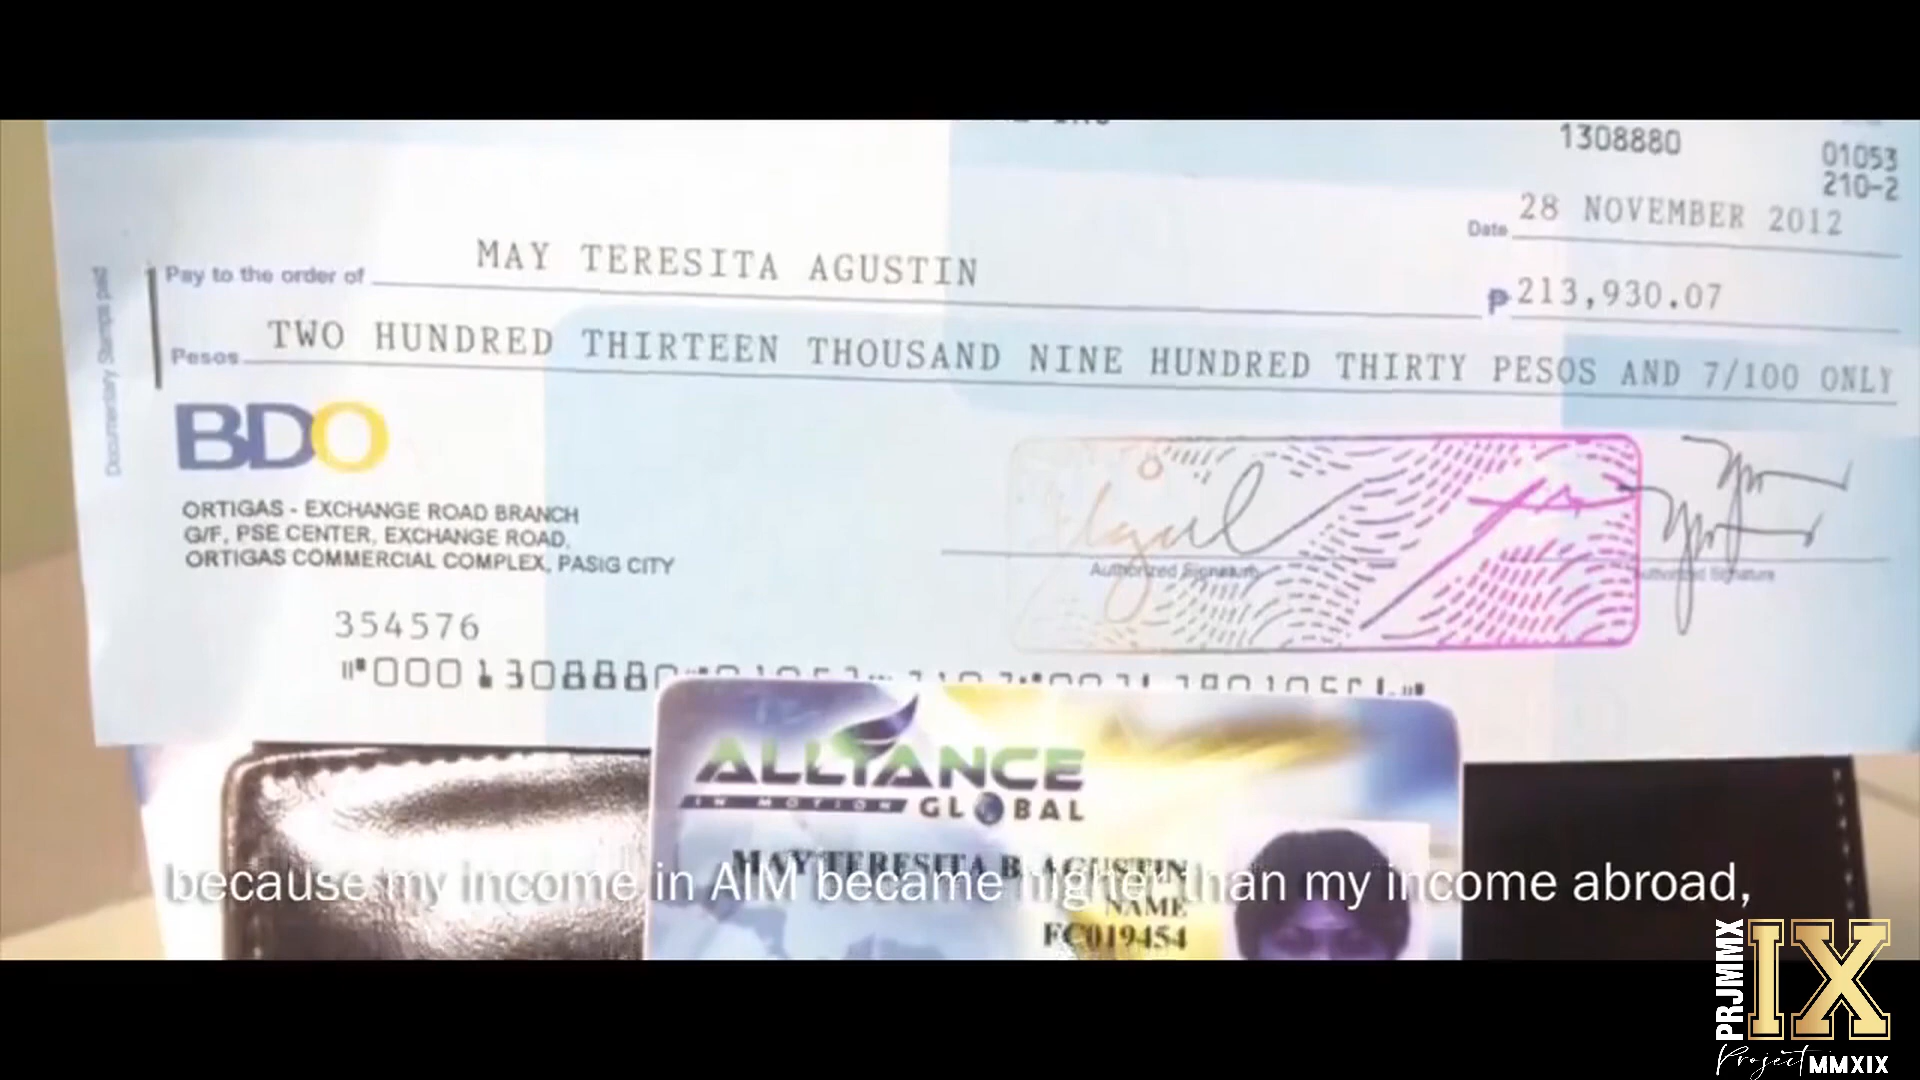 1308880
01053
210-2
Date 28 NOVEMBER 2012
Pay to the order of MAY TERESITA AGUSTIN
₱ 213,930.07
Pesos TWO HUNDRED THIRTEEN THOUSAND NINE HUNDRED THIRTY PESOS AND 7/100 ONLY
Documentary Stamps paid
BDO
ORTIGAS - EXCHANGE ROAD BRANCH
G/F, PSE CENTER, EXCHANGE ROAD,
ORTIGAS COMMERCIAL COMPLEX, PASIG CITY
Authorized Signature
Authorized Signature
354576
ALLIANCE
IN MOTION GLOBAL
MAY TERESITA B. AGUSTIN
NAME
FC019454
because my income in AIM became higher than my income abroad,
PRJMMX
IX
Project MMXIX